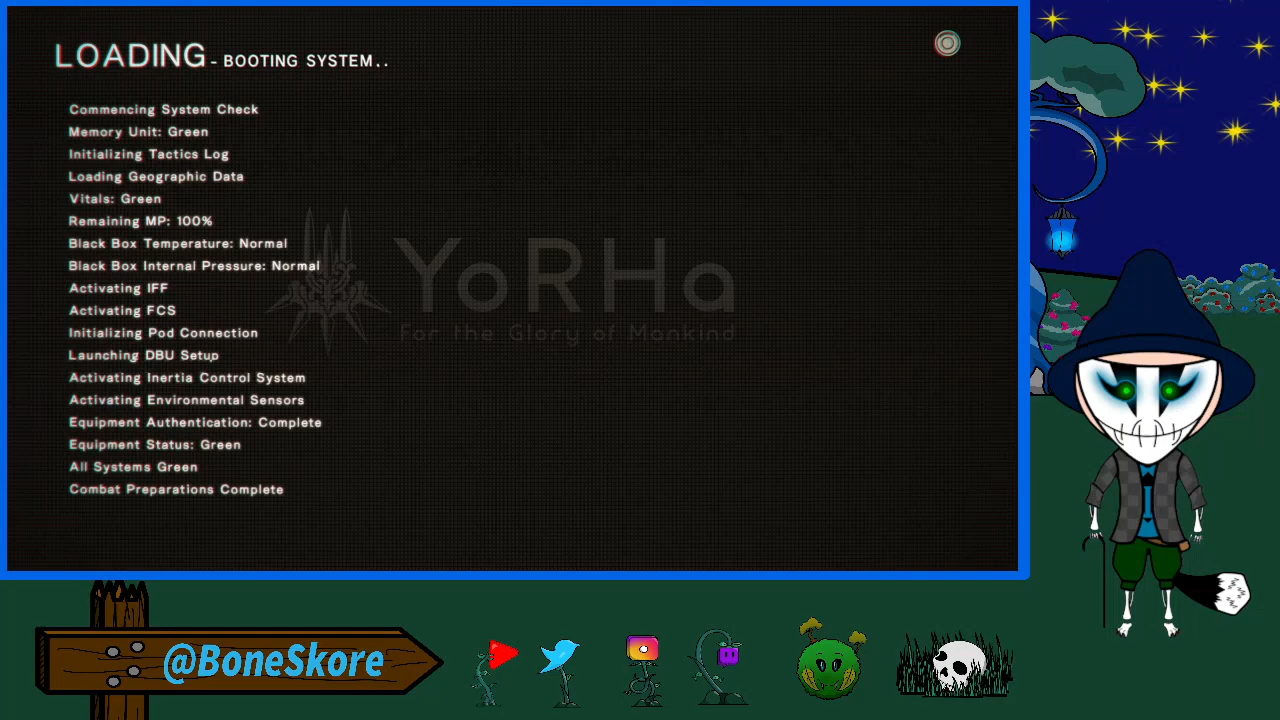 LOADING - BOOTING SYSTEM..
Commencing System Check
Memory Unit: Green
Initializing Tactics Log
Loading Geographic Data
Vitals: Green
Remaining MP: 100%
Black Box Temperature: Normal
Black Box Internal Pressure: Normal
Activating IFF
Activating FCS
Initializing Pod Connection
Launching DBU Setup
Activating Inertia Control System
Activating Environmental Sensors
Equipment Authentication: Complete
Equipment Status: Green
All Systems Green
Combat Preparations Complete
YoRHa
For the Glory of Mankind
@BoneSkore